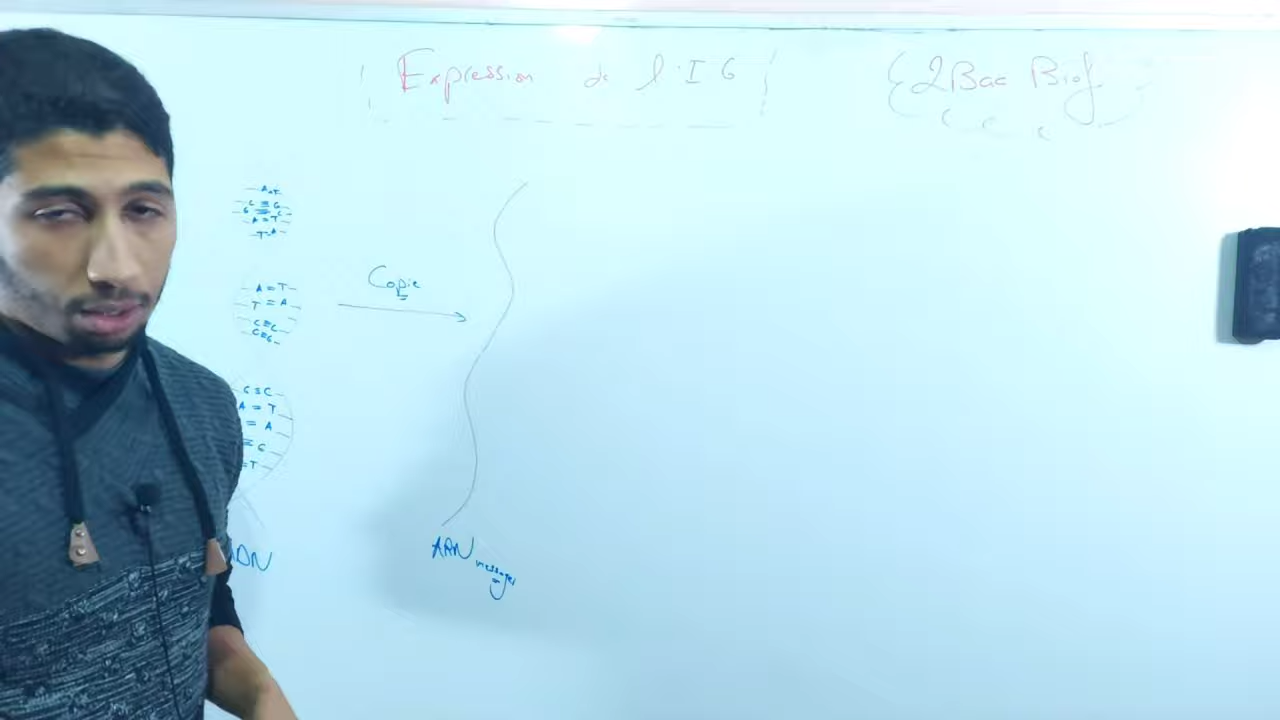 Expression de l'IG
2Bac Biof
A=T
C≡G
G≡C
A=T
T=A
Copie
A=T
T=A
C≡G
C≡G
C≡C
A=T
=A
≡G
=T
ADN
ARN messager